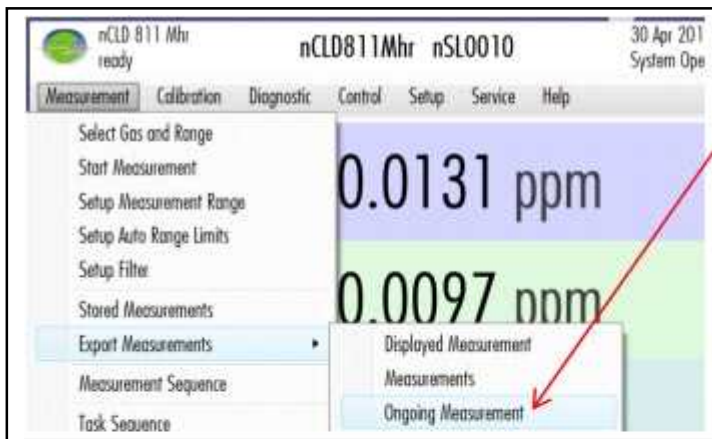 nCLD 811 Mhr
ready
nCLD811Mhr nSL0010
30 Apr 201
System Ope
Measurement Calibration Diagnostic Control Setup Service Help
Select Gas and Range
Start Measurement
Setup Measurement Range
Setup Auto Range Limits
Setup Filter
Stored Measurements
Export Measurements
Measurement Sequence
Task Sequence
0.0131 ppm
0.0097 ppm
Displayed Measurement
Measurements
Ongoing Measurement